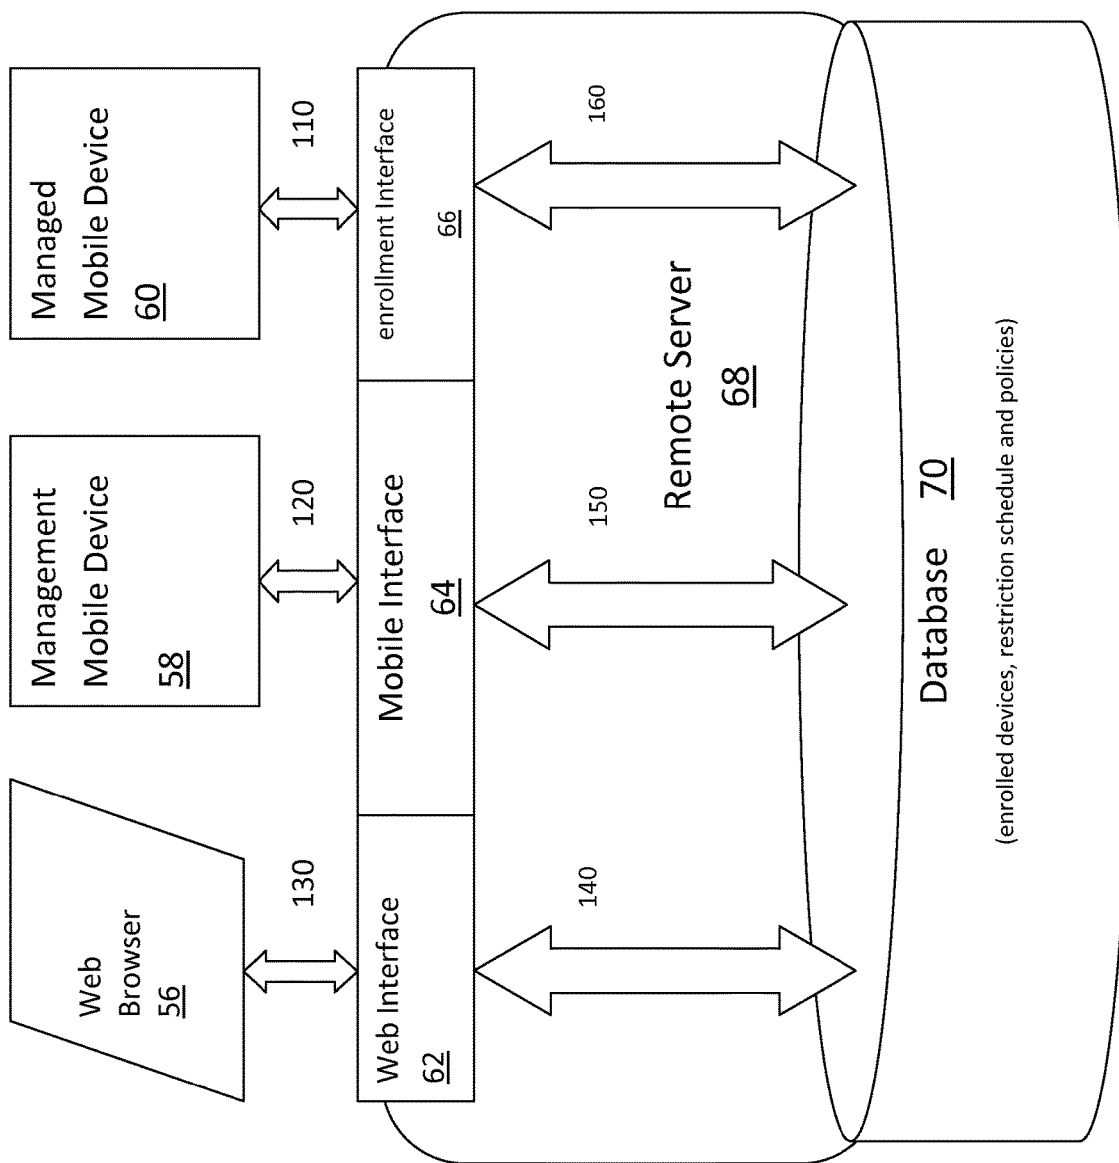 Web
Browser
56
Management
Mobile Device
58
Managed
Mobile Device
60
130
120
110
Web Interface
62
Mobile Interface
64
enrollment Interface
66
140
150
160
Remote Server
68
Database 70
(enrolled devices, restriction schedule and policies)